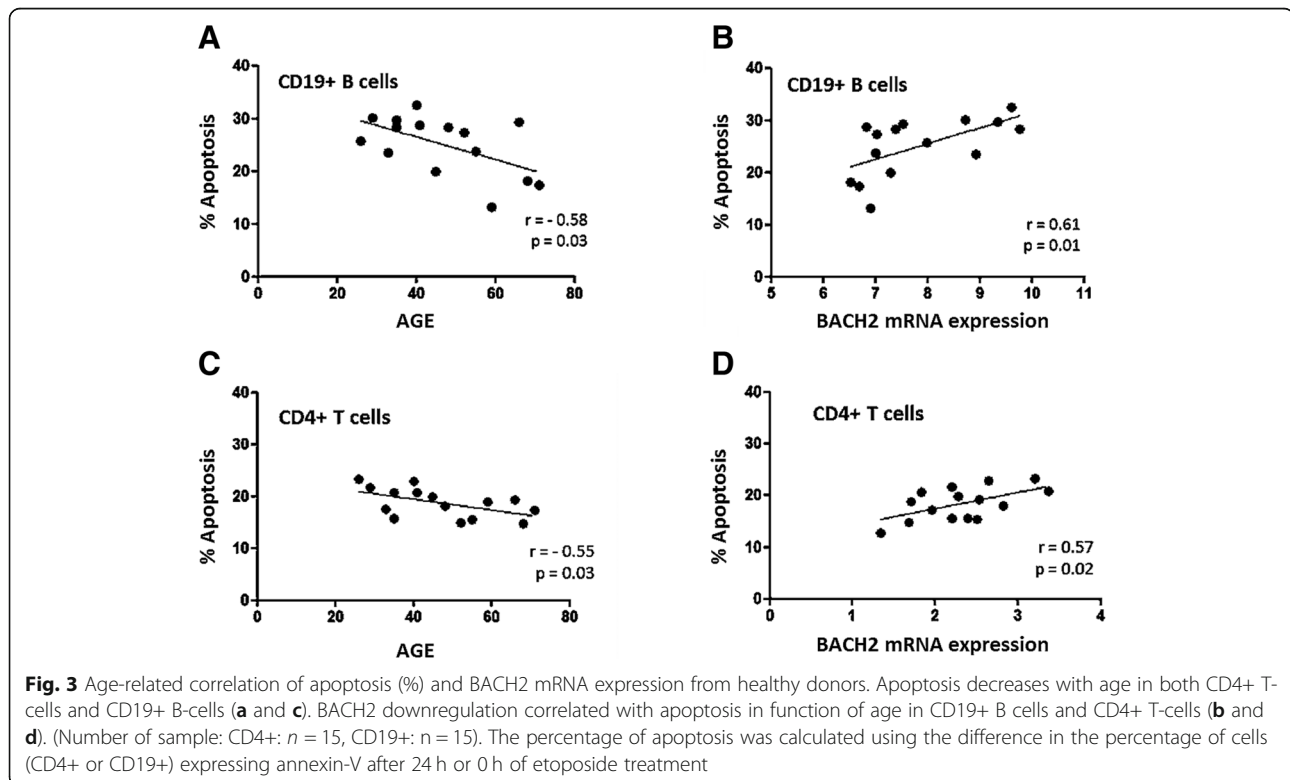 A
B
40
30
20
10
0
% Apoptosis
CD19+ B cells
r = - 0.58
p = 0.03
0 20 40 60 80
AGE
40
30
20
10
0
% Apoptosis
CD19+ B cells
r = 0.61
p = 0.01
5 6 7 8 9 10 11
BACH2 mRNA expression
C
D
40
30
20
10
0
% Apoptosis
CD4+ T cells
r = - 0.55
p = 0.03
0 20 40 60 80
AGE
40
30
20
10
0
% Apoptosis
CD4+ T cells
r = 0.57
p = 0.02
0 1 2 3 4
BACH2 mRNA expression
Fig. 3 Age-related correlation of apoptosis (%) and BACH2 mRNA expression from healthy donors. Apoptosis decreases with age in both CD4+ T-
cells and CD19+ B-cells (a and c). BACH2 downregulation correlated with apoptosis in function of age in CD19+ B cells and CD4+ T-cells (b and
d). (Number of sample: CD4+: n = 15, CD19+: n = 15). The percentage of apoptosis was calculated using the difference in the percentage of cells
(CD4+ or CD19+) expressing annexin-V after 24 h or 0 h of etoposide treatment